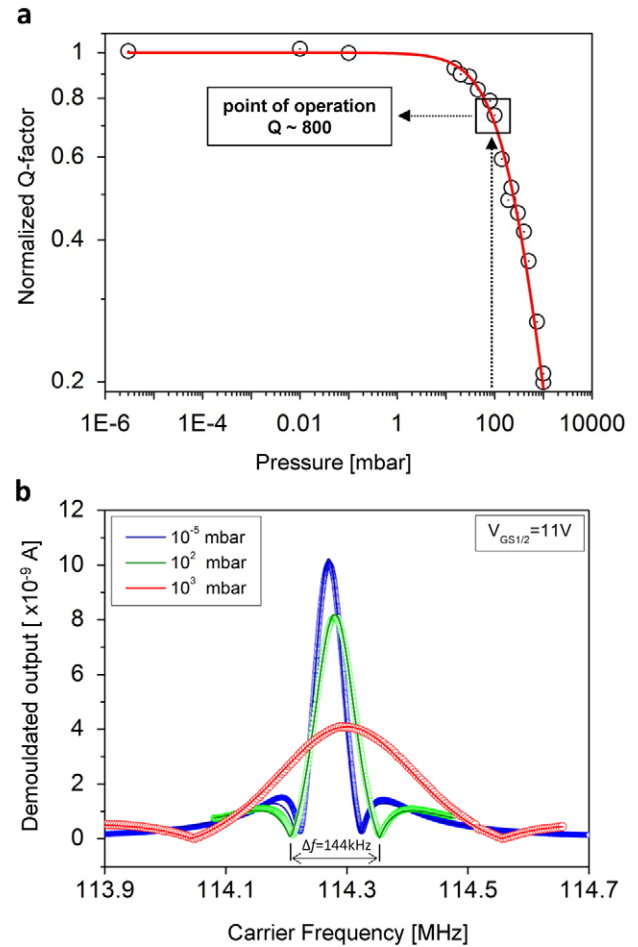 a
1
0.8
0.6
0.4
0.2
Normalized Q-factor
point of operation
Q ~ 800
1E-6 1E-4 0.01 1 100 10000
Pressure [mbar]
b
12
10
8
6
4
2
0
Demouldated output [ x10⁻⁹ A]
10⁻⁵ mbar
10² mbar
10³ mbar
V_GS1/2=11V
Δf=144kHz
113.9 114.1 114.3 114.5 114.7
Carrier Frequency [MHz]